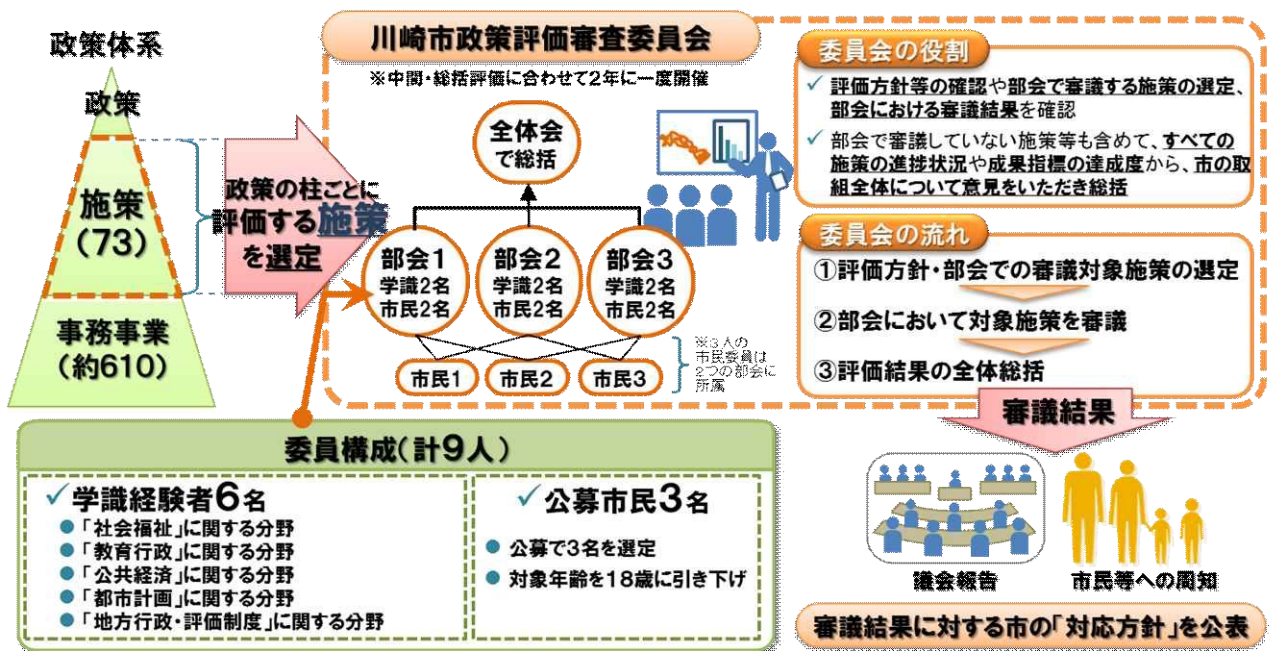 政策体系
政策
施策
(73)
事務事業
(約610)
政策の柱ごとに
評価する施策
を選定
川崎市政策評価審査委員会
※中間・総括評価に合わせて2年に一度開催
全体会
で総括
部会1
学識2名
市民2名
部会2
学識2名
市民2名
部会3
学識2名
市民2名
市民1
市民2
市民3
※3人の
市民委員は
2つの部会に
所属
委員会の役割
✓ 評価方針等の確認や部会で審議する施策の選定、
部会における審議結果を確認
✓ 部会で審議していない施策等も含めて、すべての
施策の進捗状況や成果指標の達成度から、市の取
組全体について意見をいただき総括
委員会の流れ
①評価方針・部会での審議対象施策の選定
②部会において対象施策を審議
③評価結果の全体総括
審議結果
議会報告
市民等への周知
審議結果に対する市の「対応方針」を公表
委員構成(計9人)
✓学識経験者6名
●「社会福祉」に関する分野
●「教育行政」に関する分野
●「公共経済」に関する分野
●「都市計画」に関する分野
●「地方行政・評価制度」に関する分野
✓公募市民3名
● 公募で3名を選定
● 対象年齢を18歳に引き下げ